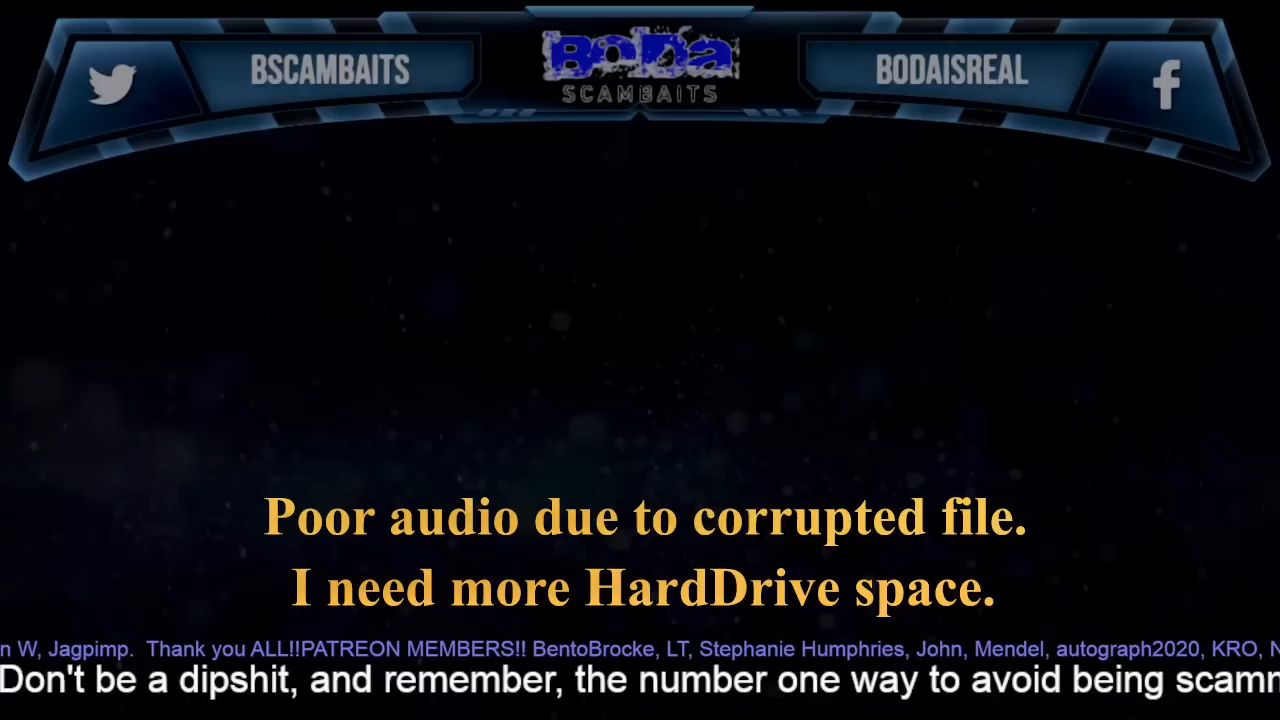 BSCAMBAITS
BODa
SCAMBAITS
BODAISREAL
Poor audio due to corrupted file.
I need more HardDrive space.
n W, Jagpimp. Thank you ALL!!PATREON MEMBERS!! BentoBrocke, LT, Stephanie Humphries, John, Mendel, autograph2020, KRO, N
Don't be a dipshit, and remember, the number one way to avoid being scamm